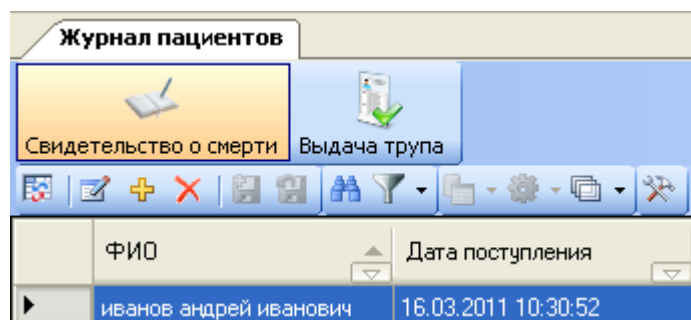 Журнал пациентов
Свидетельство о смерти Выдача трупа
ФИО Дата поступления
иванов андрей иванович 16.03.2011 10:30:52